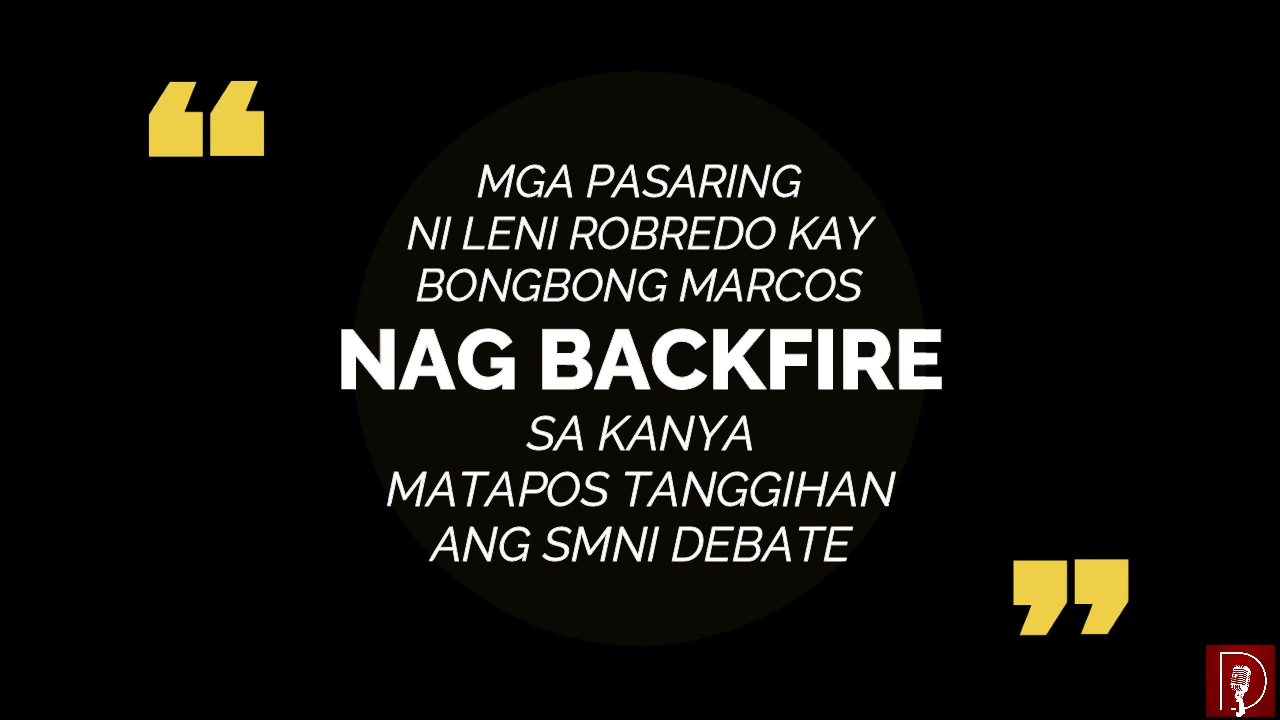 MGA PASARING
NI LENI ROBREDO KAY
BONGBONG MARCOS
NAG BACKFIRE
SA KANYA
MATAPOS TANGGIHAN
ANG SMNI DEBATE